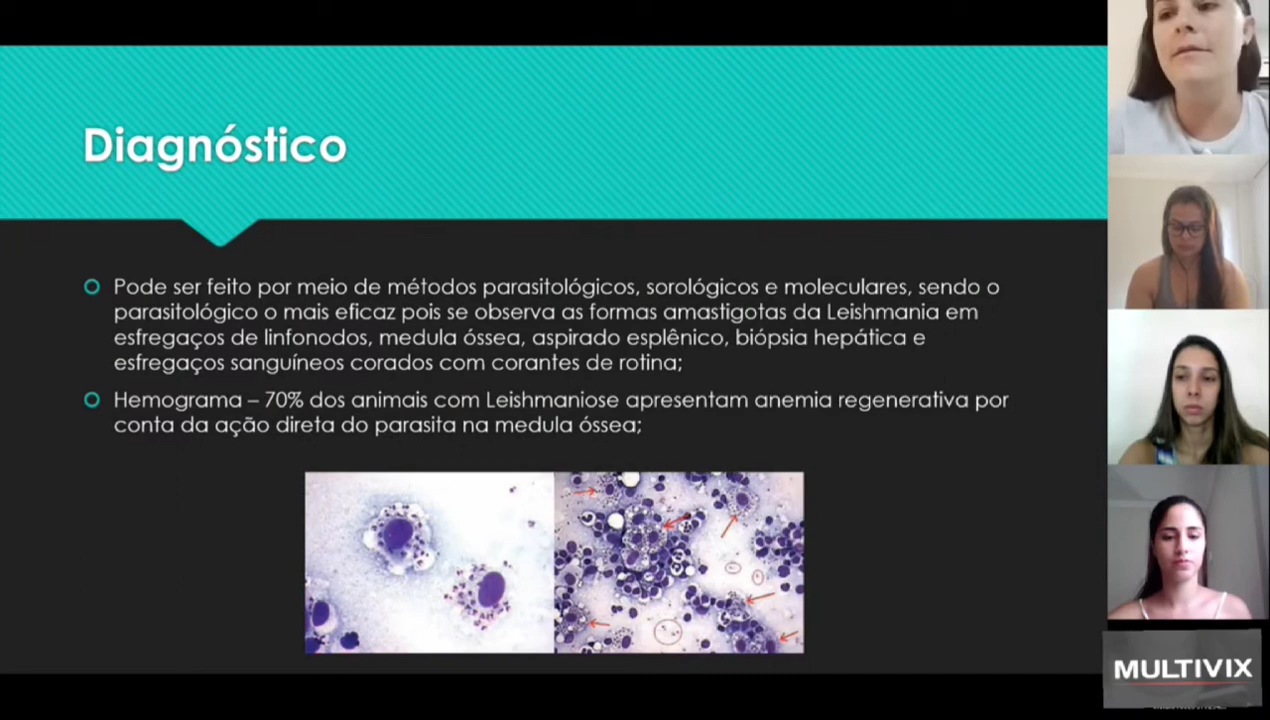 Diagnóstico
Pode ser feito por meio de métodos parasitológicos, sorológicos e moleculares, sendo o
parasitológico o mais eficaz pois se observa as formas amastigotas da Leishmania em
esfregaços de linfonodos, medula óssea, aspirado esplênico, biópsia hepática e
esfregaços sanguíneos corados com corantes de rotina;
Hemograma – 70% dos animais com Leishmaniose apresentam anemia regenerativa por
conta da ação direta do parasita na medula óssea;
MULTIVIX